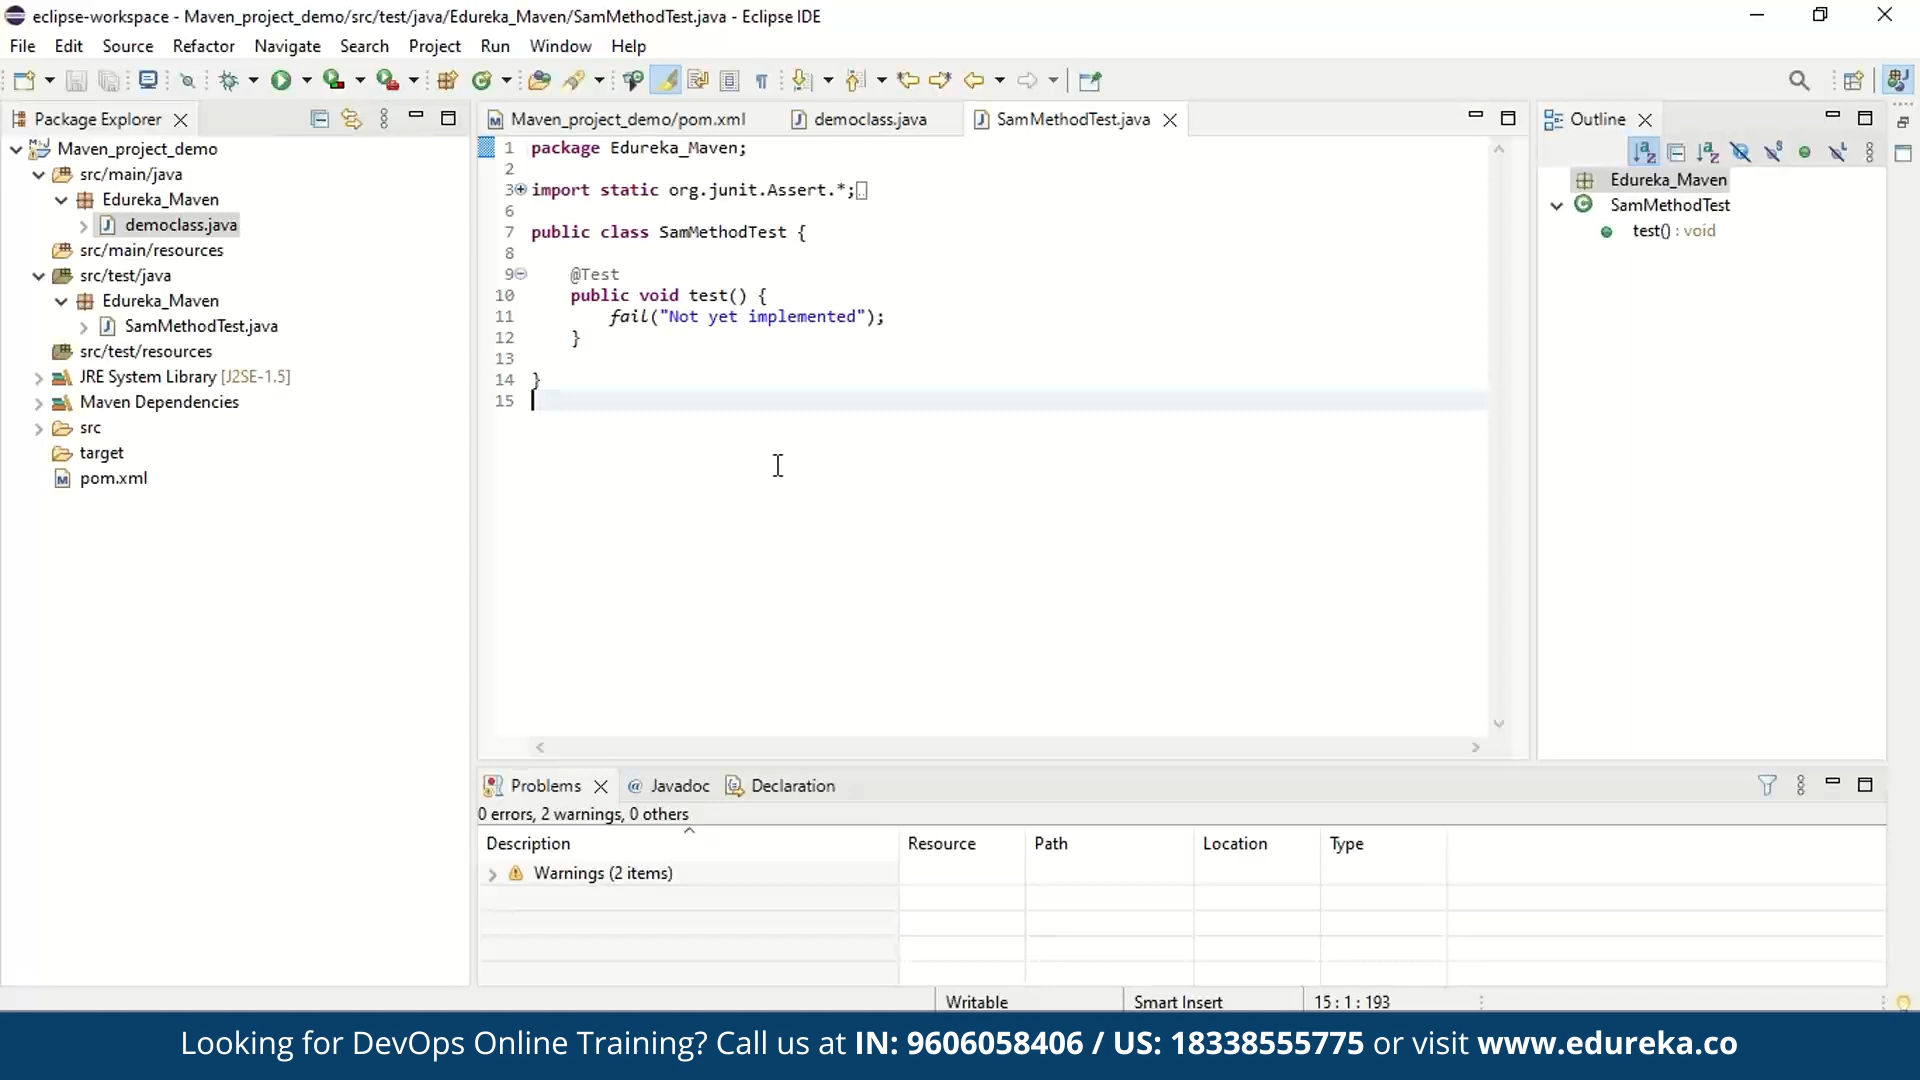 eclipse-workspace - Maven_project_demo/src/test/java/Edureka_Maven/SamMethodTest.java - Eclipse IDE
File Edit Source Refactor Navigate Search Project Run Window Help
Package Explorer
Maven_project_demo
src/main/java
Edureka_Maven
democlass.java
src/main/resources
src/test/java
Edureka_Maven
SamMethodTest.java
src/test/resources
JRE System Library [J2SE-1.5]
Maven Dependencies
src
target
pom.xml
Maven_project_demo/pom.xml democlass.java SamMethodTest.java
1 package Edureka_Maven;
2
3 import static org.junit.Assert.*;
6
7 public class SamMethodTest {
8
9 @Test
10 public void test() {
11 fail("Not yet implemented");
12 }
13
14 }
15
Outline
Edureka_Maven
SamMethodTest
test() : void
Problems @ Javadoc Declaration
0 errors, 2 warnings, 0 others
Description Resource Path Location Type
Warnings (2 items)
Writable Smart Insert 15 : 1 : 193
Looking for DevOps Online Training? Call us at IN: 9606058406 / US: 18338555775 or visit www.edureka.co